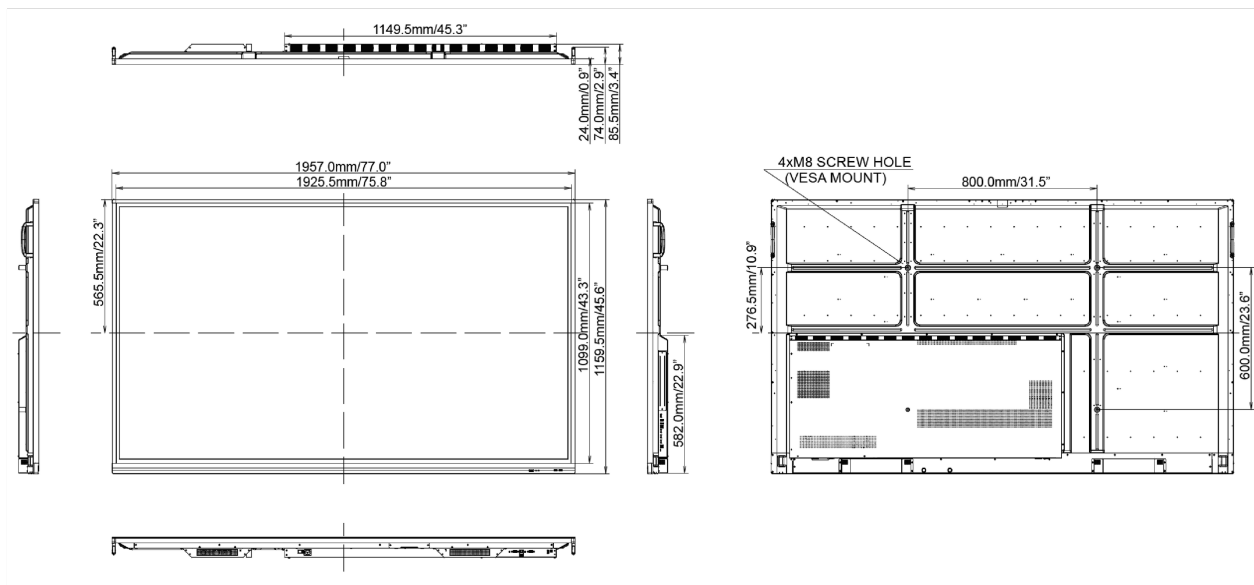 1149.5mm/45.3”
24.0mm/0.9”
74.0mm/2.9”
85.5mm/3.4”
1957.0mm/77.0”
1925.5mm/75.8”
565.5mm/22.3”
1099.0mm/43.3”
1159.5mm/45.6”
582.0mm/22.9”
4xM8 SCREW HOLE
(VESA MOUNT)
800.0mm/31.5”
276.5mm/10.9”
600.0mm/23.6”